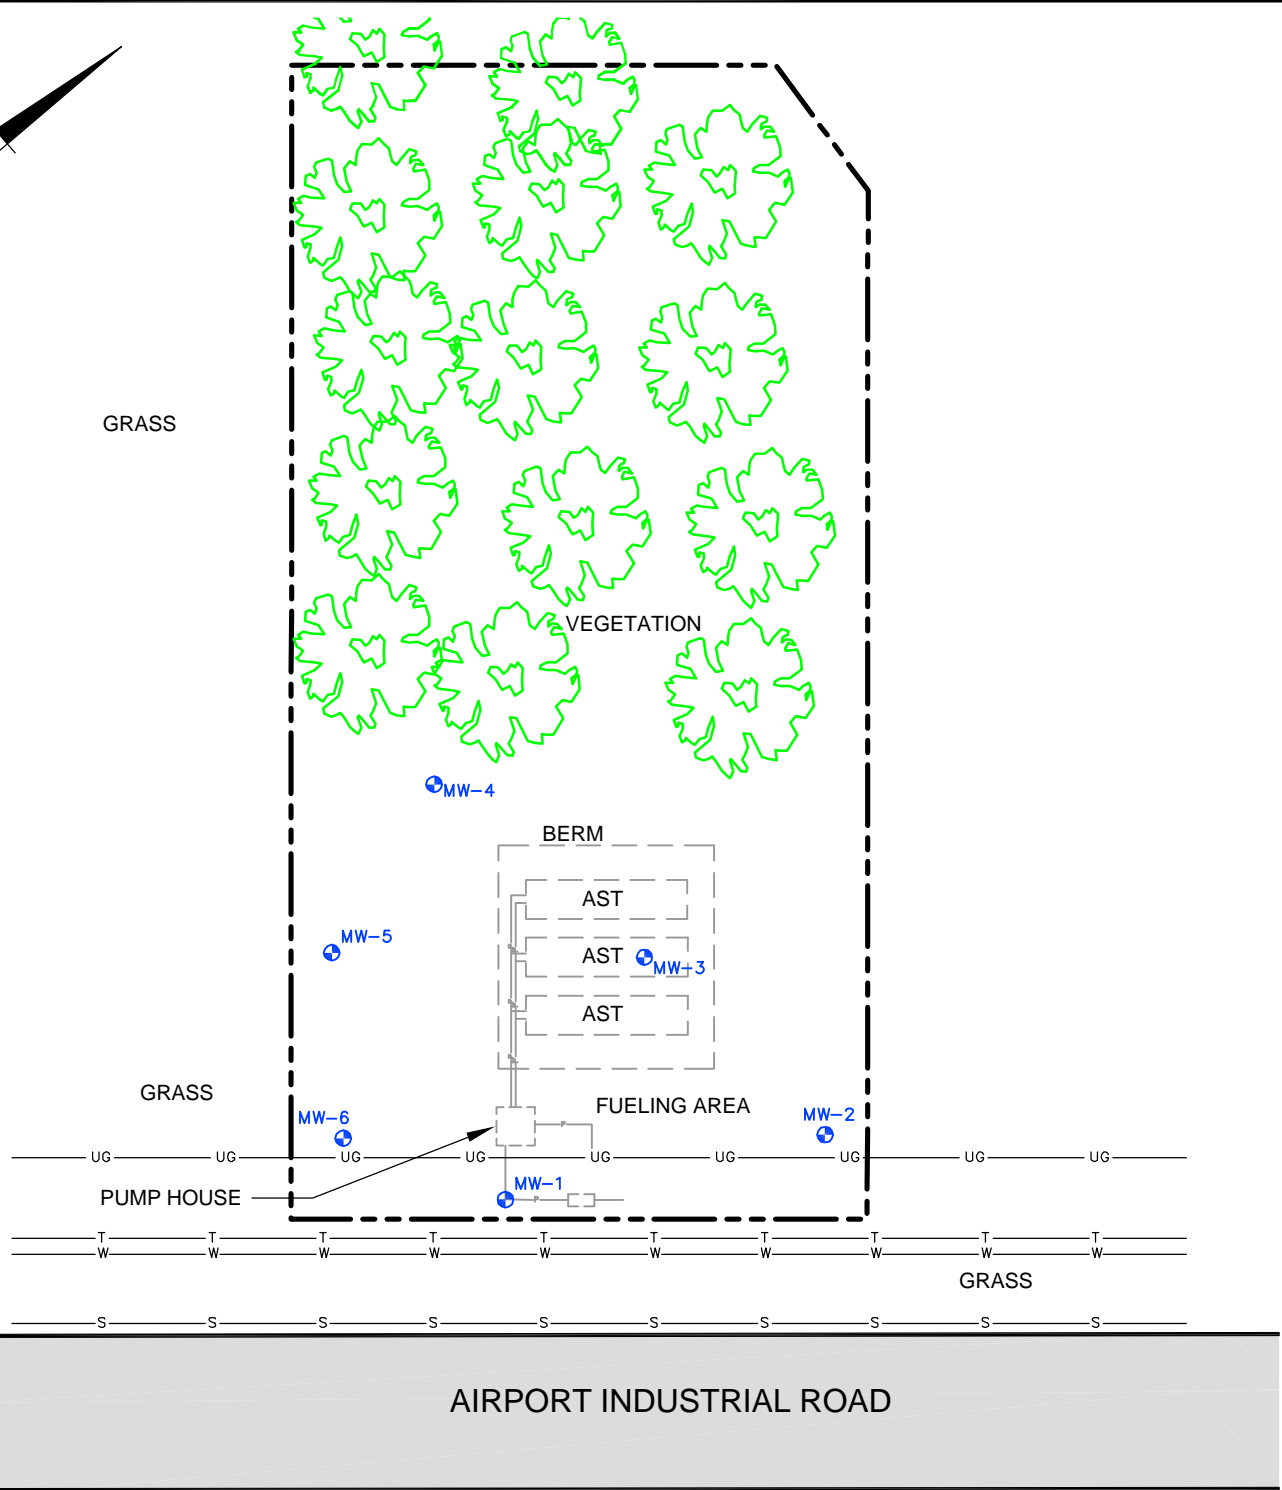 GRASS
VEGETATION
MW-4
BERM
AST
MW-5
AST
MW-3
AST
GRASS
FUELING AREA
MW-6
MW-2
UG UG UG UG UG UG UG UG UG
MW-1
PUMP HOUSE
T T T T T T T T T T
W W W W W W W W W W
GRASS
S S S S S S S S S S
AIRPORT INDUSTRIAL ROAD